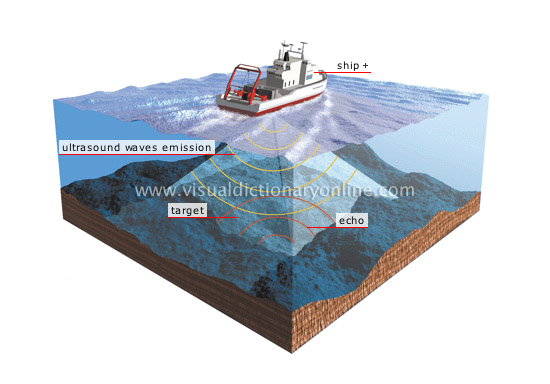 ship +
ultrasound waves emission
www.visualdictionaryonline.com
target
echo